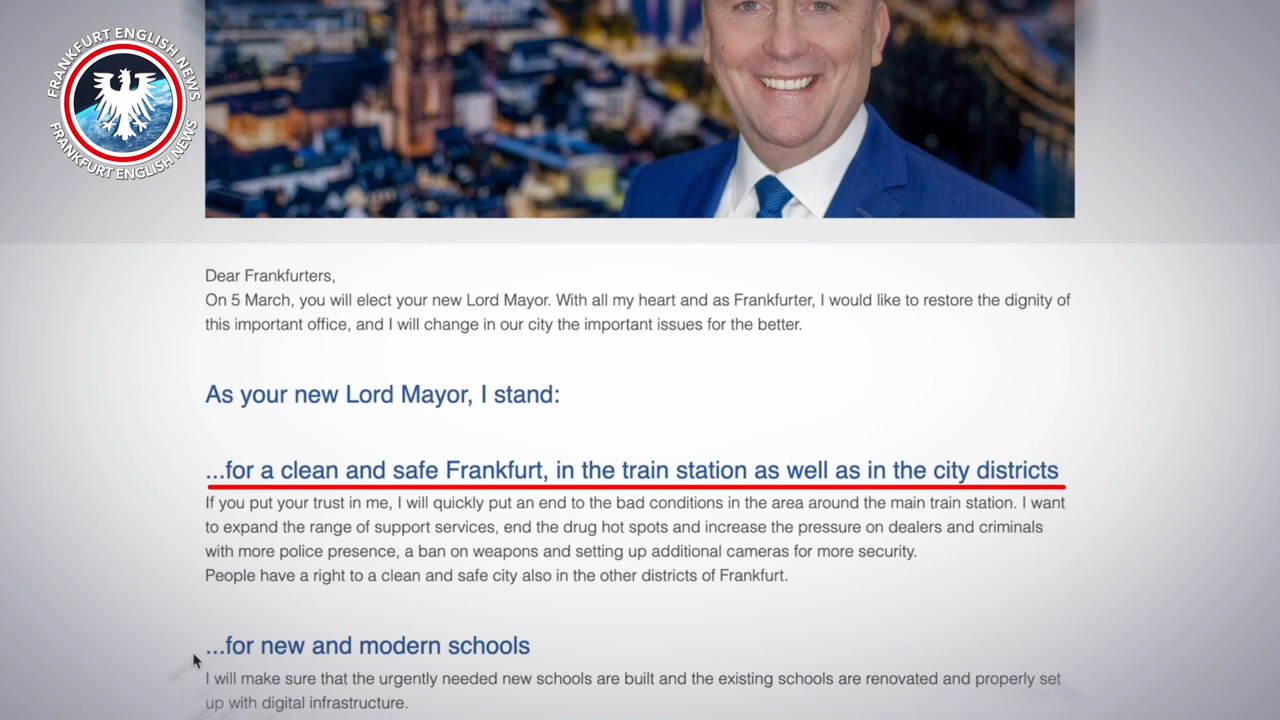 FRANKFURT ENGLISH NEWS
FRANKFURT ENGLISH NEWS
Dear Frankfurters,
On 5 March, you will elect your new Lord Mayor. With all my heart and as Frankfurter, I would like to restore the dignity of
this important office, and I will change in our city the important issues for the better.
As your new Lord Mayor, I stand:
...for a clean and safe Frankfurt, in the train station as well as in the city districts
If you put your trust in me, I will quickly put an end to the bad conditions in the area around the main train station. I want
to expand the range of support services, end the drug hot spots and increase the pressure on dealers and criminals
with more police presence, a ban on weapons and setting up additional cameras for more security.
People have a right to a clean and safe city also in the other districts of Frankfurt.
...for new and modern schools
I will make sure that the urgently needed new schools are built and the existing schools are renovated and properly set
up with digital infrastructure.